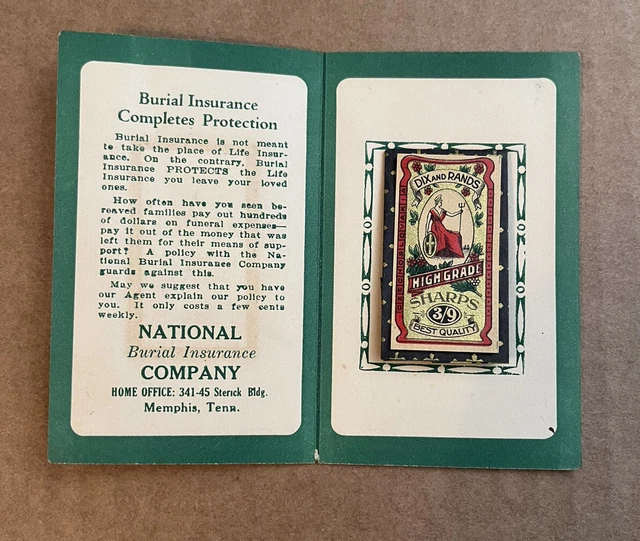 Burial Insurance
Completes Protection
Burial Insurance is not meant
to take the place of Life Insur-
ance. On the contrary, Burial
Insurance PROTECTS the Life
Insurance you leave your loved
ones.
How often have you seen be-
reaved families pay out hundreds
of dollars on funeral expenses—
pay it out of the money that was
left them for their means of sup-
port? A policy with the Na-
tional Burial Insurance Company
guards against this.
May we suggest that you have
our Agent explain our policy to
you. It only costs a few cents
weekly.
NATIONAL
Burial Insurance
COMPANY
HOME OFFICE: 341-45 Sterick Bldg.
Memphis, Tenn.
DIX AND RANDS
HIGH GRADE
SHARPS
3/9
BEST QUALITY